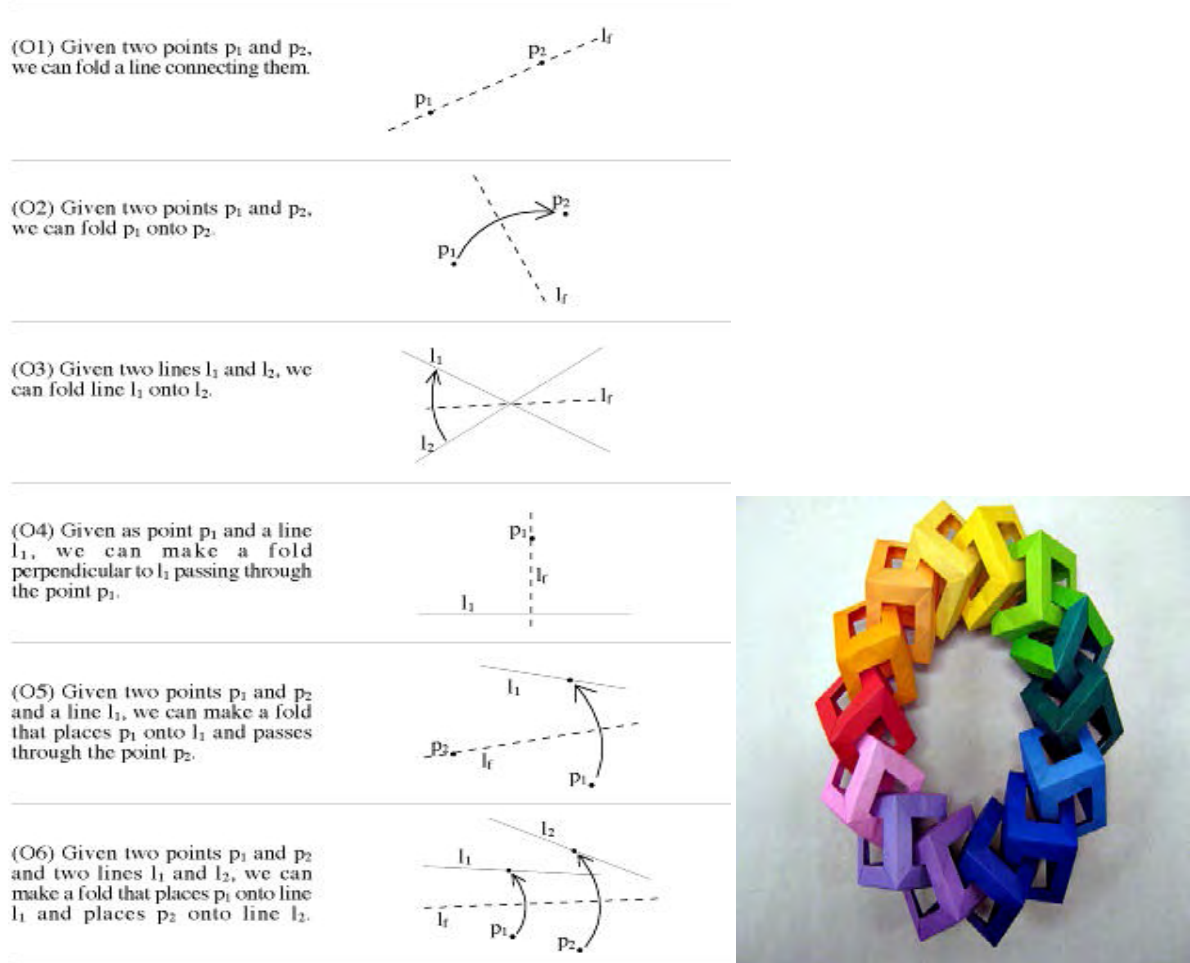 (O1) Given two points p₁ and p₂,
we can fold a line connecting them.
p₁
p₂
l_f
(O2) Given two points p₁ and p₂,
we can fold p₁ onto p₂.
p₁
p₂
l_f
(O3) Given two lines l₁ and l₂, we
can fold line l₁ onto l₂.
l₁
l_f
l₂
(O4) Given as point p₁ and a line
l₁, we can make a fold
perpendicular to l₁ passing through
the point p₁.
p₁
l_f
l₁
(O5) Given two points p₁ and p₂
and a line l₁, we can make a fold
that places p₁ onto l₁ and passes
through the point p₂.
l₁
p₂
l_f
p₁
(O6) Given two points p₁ and p₂
and two lines l₁ and l₂, we can
make a fold that places p₁ onto line
l₁ and places p₂ onto line l₂.
l₂
l₁
l_f
p₁
p₂